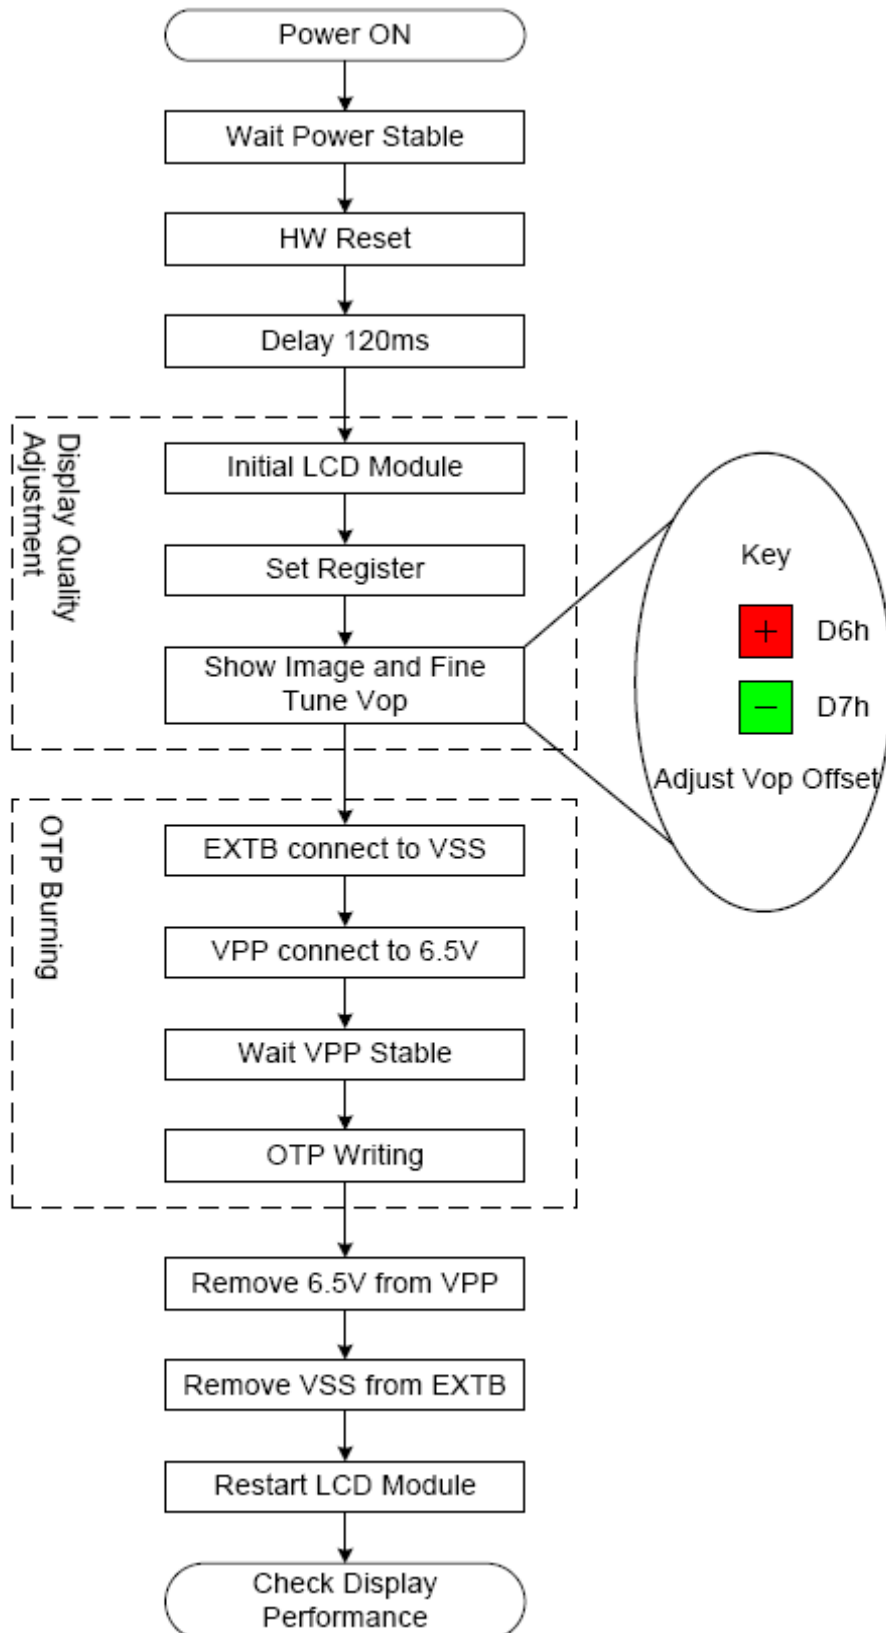 Power ON
Wait Power Stable
HW Reset
Delay 120ms
Display Quality
Adjustment
Initial LCD Module
Set Register
Show Image and Fine
Tune Vop
Key
+ D6h
− D7h
Adjust Vop Offset
OTP Burning
EXTB connect to VSS
VPP connect to 6.5V
Wait VPP Stable
OTP Writing
Remove 6.5V from VPP
Remove VSS from EXTB
Restart LCD Module
Check Display
Performance